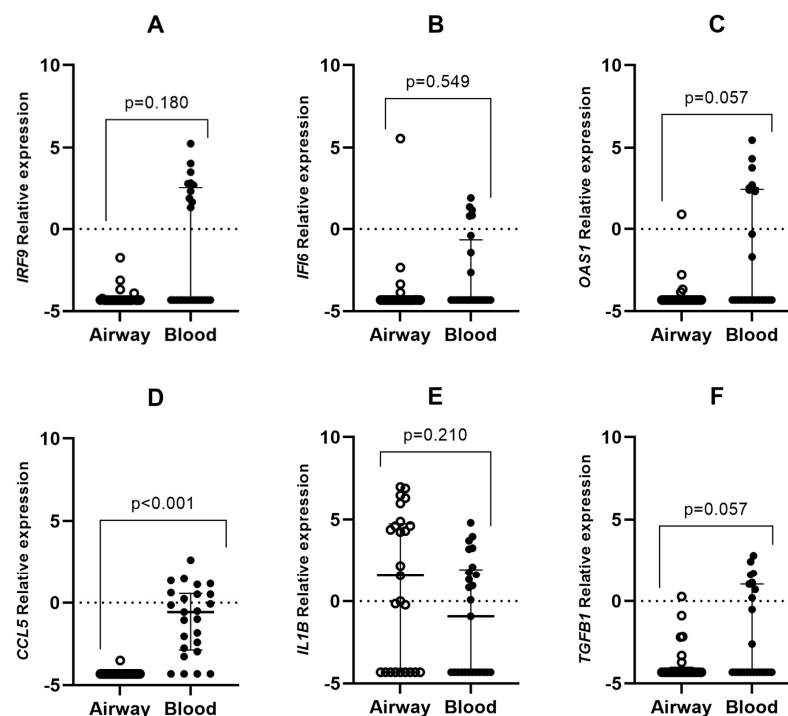 A
B
C
IRF9 Relative expression
10
5
0
-5
p=0.180
Airway Blood
IFI6 Relative expression
10
5
0
-5
p=0.549
Airway Blood
OAS1 Relative expression
10
5
0
-5
p=0.057
Airway Blood
D
E
F
CCL5 Relative expression
10
5
0
-5
p<0.001
Airway Blood
IL1B Relative expression
10
5
0
-5
p=0.210
Airway Blood
TGFB1 Relative expression
10
5
0
-5
p=0.057
Airway Blood